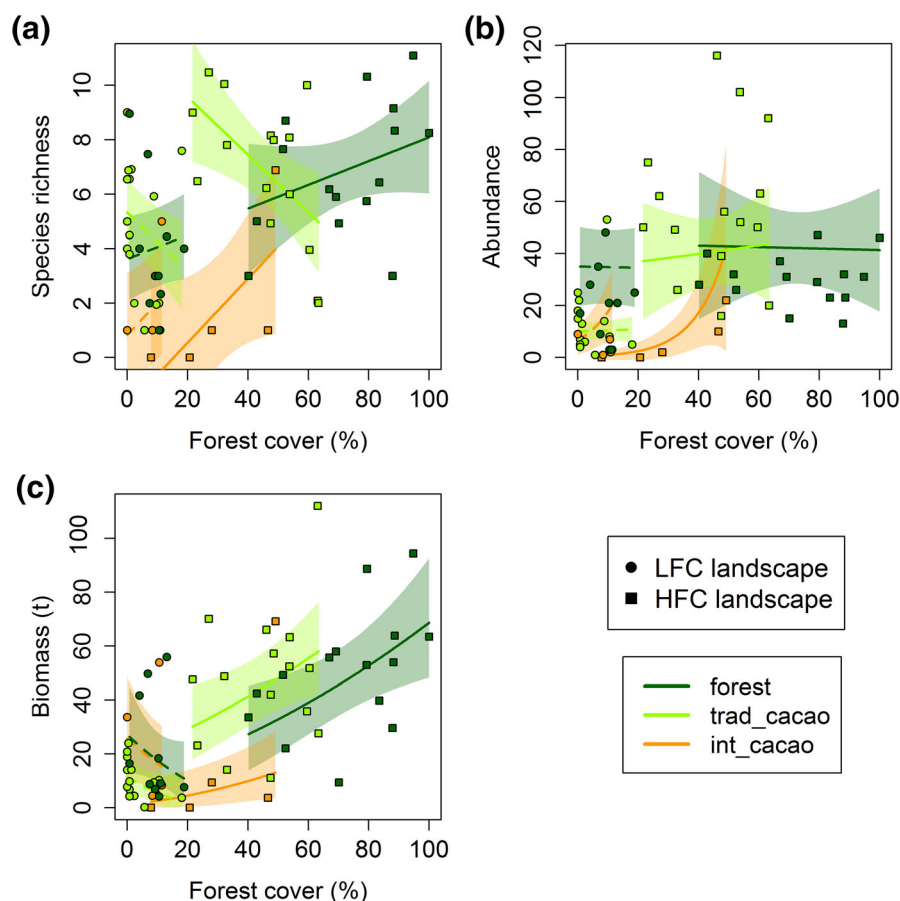 (a)
Species richness
10
8
6
4
2
0
0 20 40 60 80 100
Forest cover (%)
(b)
Abundance
120
100
80
60
40
20
0
0 20 40 60 80 100
Forest cover (%)
(c)
Biomass (t)
100
80
60
40
20
0
0 20 40 60 80 100
Forest cover (%)
LFC landscape
HFC landscape
forest
trad_cacao
int_cacao